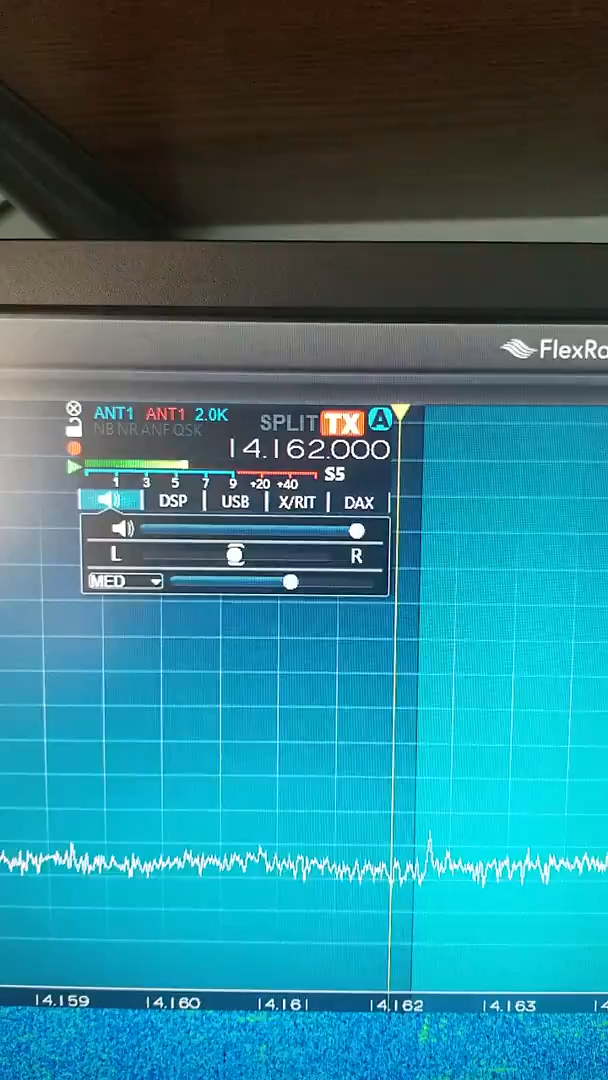 FlexRa
ANT1 ANT1 2.0K SPLIT TX A
NB NR ANF QSK
14.162.000
1 3 5 7 9 +20 +40 S5
DSP USB X/RIT DAX
L R
MED
14.159 14.160 14.161 14.162 14.163 14